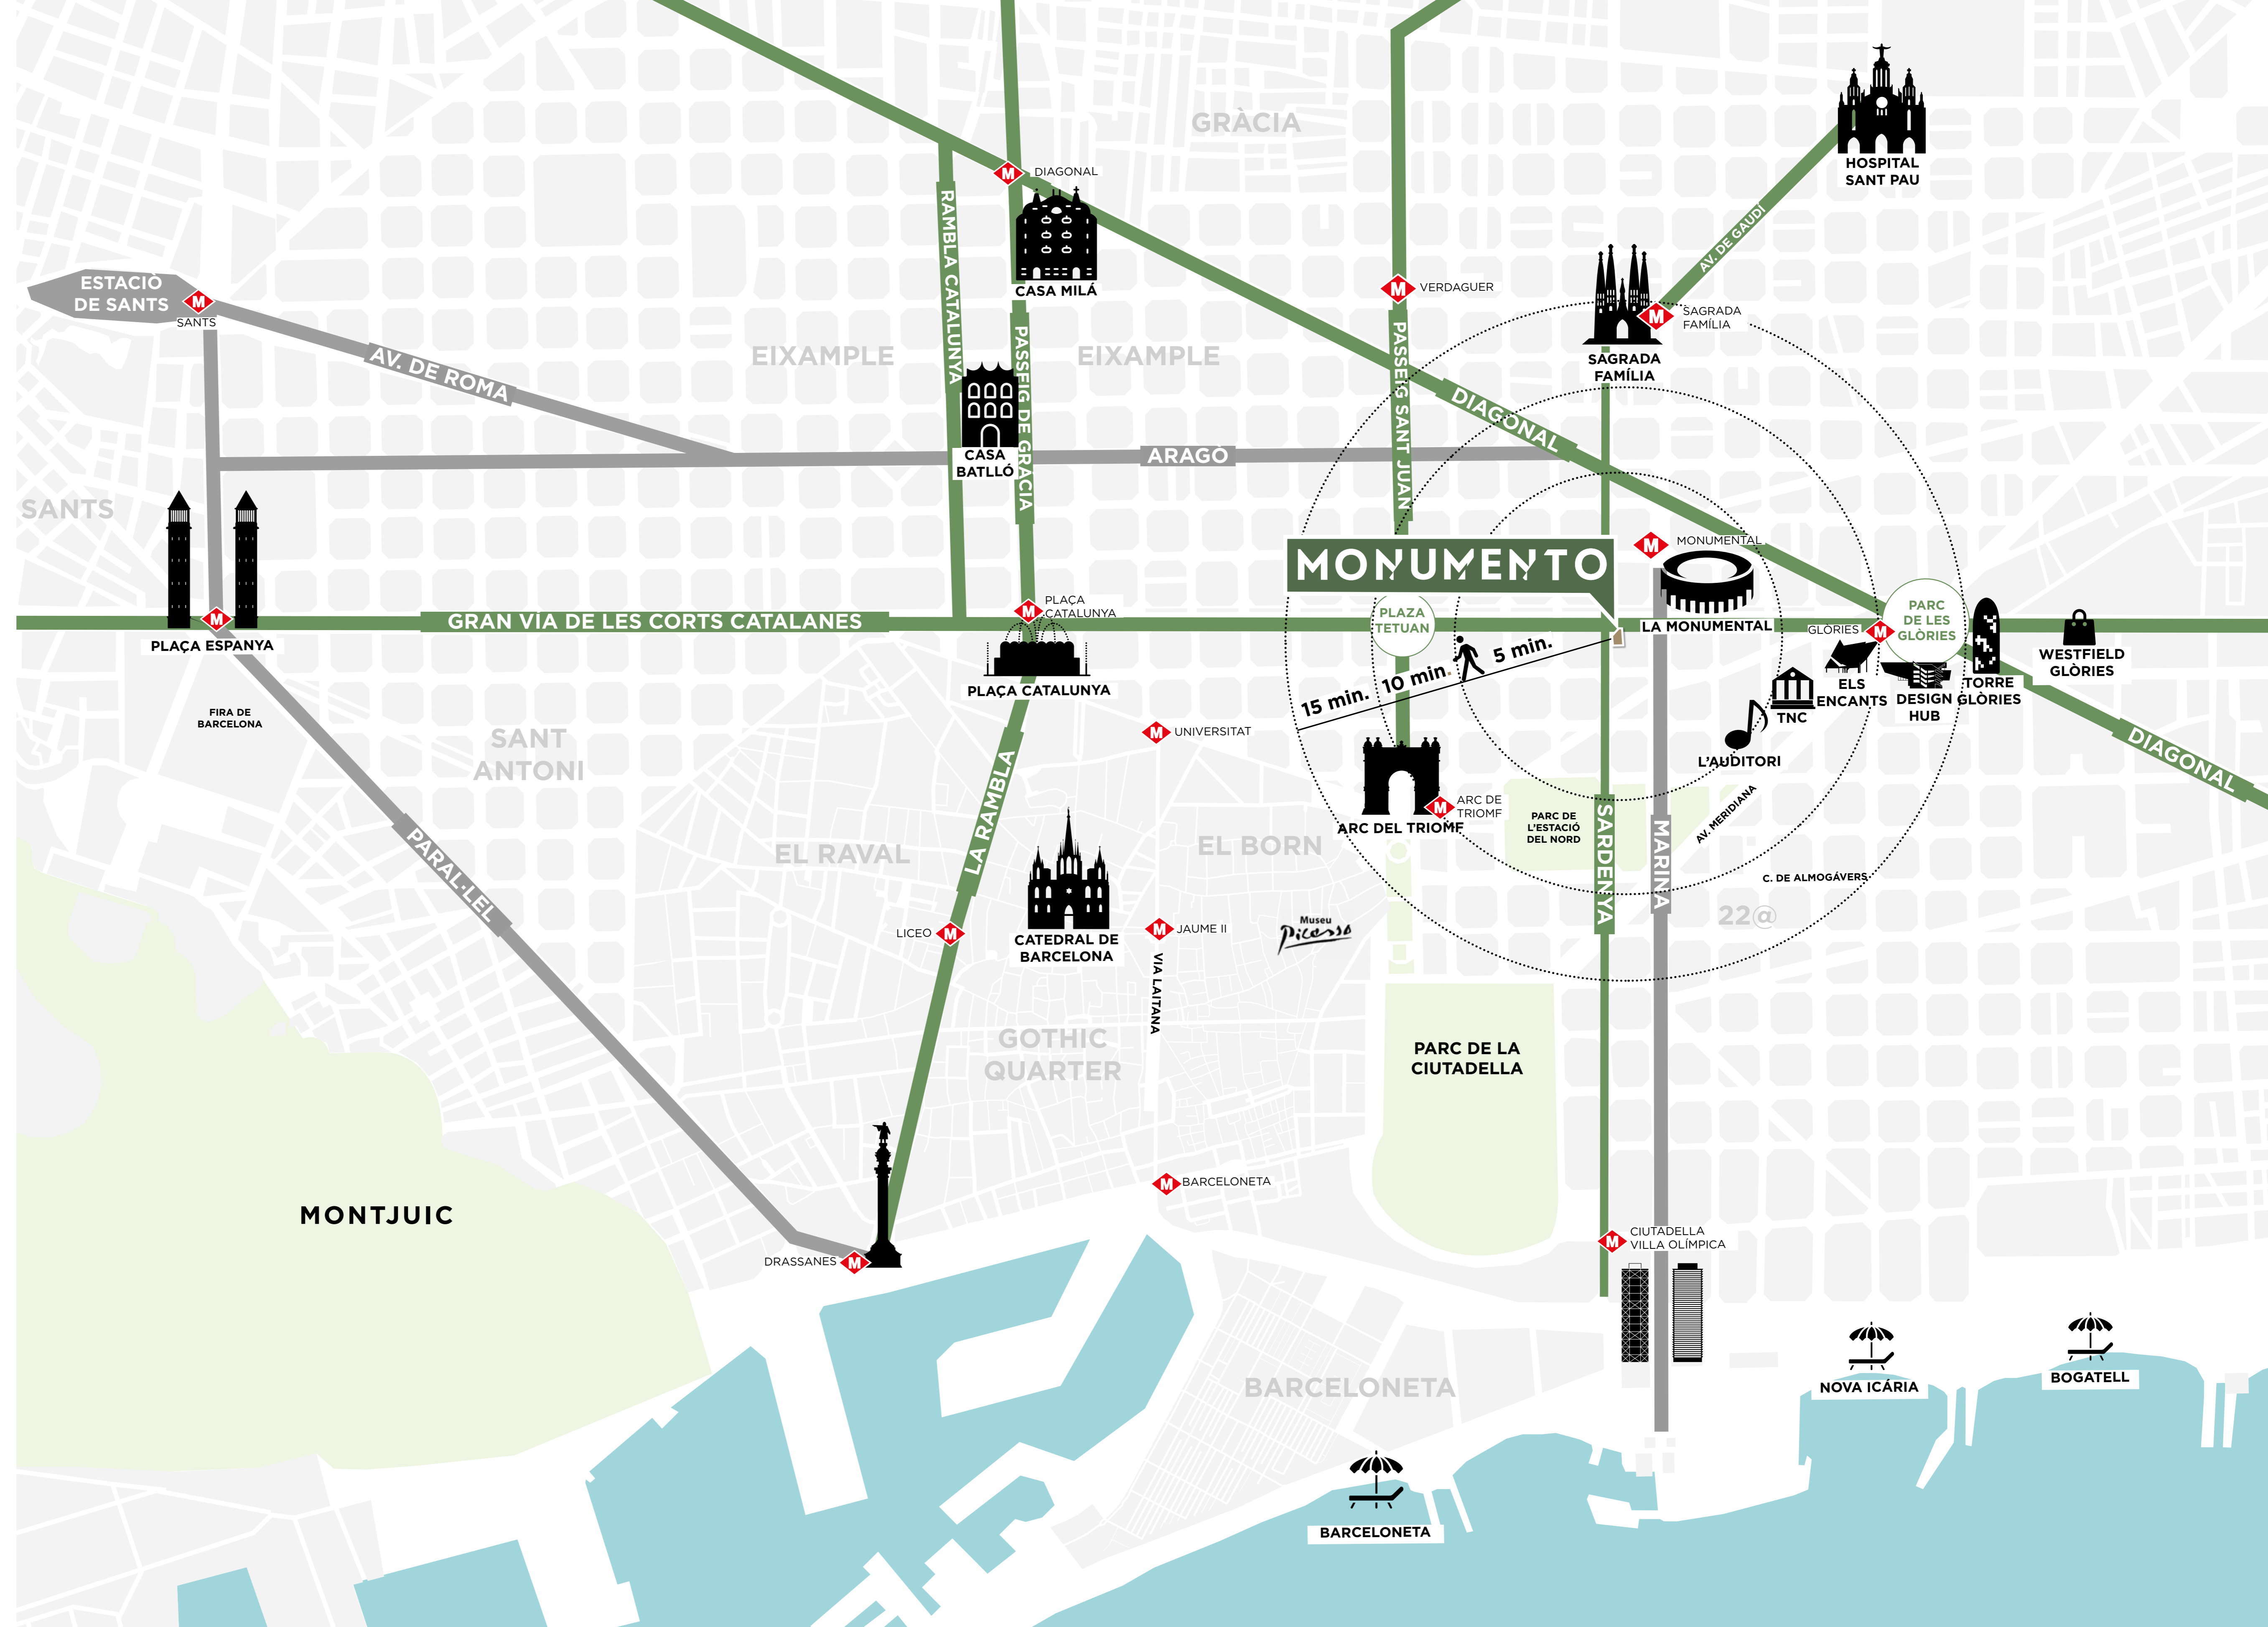 GRÀCIA
HOSPITAL
SANT PAU
DIAGONAL
RAMBLA CATALUNYA
CASA MILÁ
AV. DE GAUDÍ
ESTACIÓ
DE SANTS
SANTS
VERDAGUER
SAGRADA
FAMÍLIA
SAGRADA
FAMÍLIA
AV. DE ROMA
EIXAMPLE
EIXAMPLE
PASSEIG DE GRACIA
PASSEIG SANT JUAN
DIAGONAL
CASA
BATLLÓ
ARAGÓ
SANTS
MONUMENTO
MONUMENTAL
PLAÇA
CATALUNYA
GRAN VÍA DE LES CORTS CATALANES
PLAZA
TETUAN
LA MONUMENTAL
GLÒRIES
PARC
DE LES
GLÒRIES
PLAÇA ESPANYA
15 min.
10 min.
5 min.
WESTFIELD
GLÒRIES
PLAÇA CATALUNYA
ELS
ENCANTS
DESIGN
HUB
TORRE
GLÒRIES
TNC
FIRA DE
BARCELONA
SANT
ANTONI
UNIVERSITAT
L'AUDITORI
DIAGONAL
LA RAMBLA
ARC DE
TRIOMF
ARC DEL TRIOMF
PARC DE
L'ESTACIÓ
DEL NORD
AV. MERIDIANA
SARDENYA
MARINA
PARAL·LEL
EL RAVAL
EL BORN
C. DE ALMOGÁVERS
22@
LICEO
CATEDRAL DE
BARCELONA
JAUME II
Museu
Picasso
VIA LAITANA
GOTHIC
QUARTER
PARC DE LA
CIUTADELLA
MONTJUIC
BARCELONETA
DRASSANES
CIUTADELLA
VILLA OLÍMPICA
BARCELONETA
NOVA ICÁRIA
BOGATELL
BARCELONETA